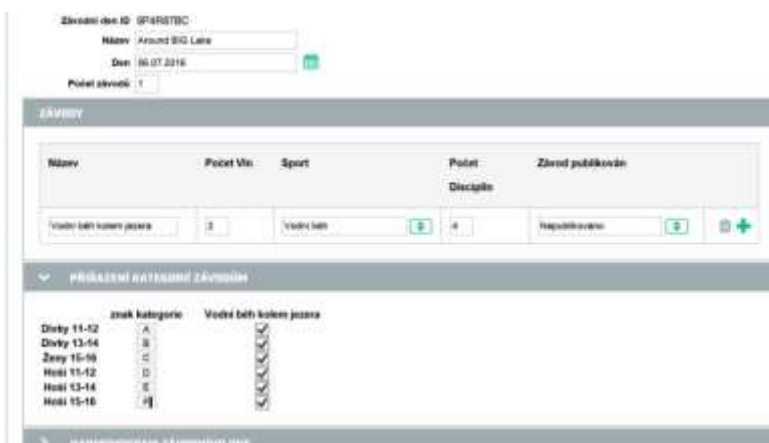 Závodní den ID 9P4R87BC
Název Around BIG Lake
Den 06.07.2016
Počet závodů 1
ZÁVODY
Název Počet Vln Sport Počet Disciplín Závod publikován
Vodní běh kolem jezera 3 Vodní běh 4 Nepublikováno
PŘIŘAZENÍ KATEGORIÍ ZÁVODŮM
znak kategorie Vodní běh kolem jezera
Dívky 11-12 A
Dívky 13-14 B
Ženy 15-16 C
Hoši 11-12 D
Hoši 13-14 E
Hoši 15-16